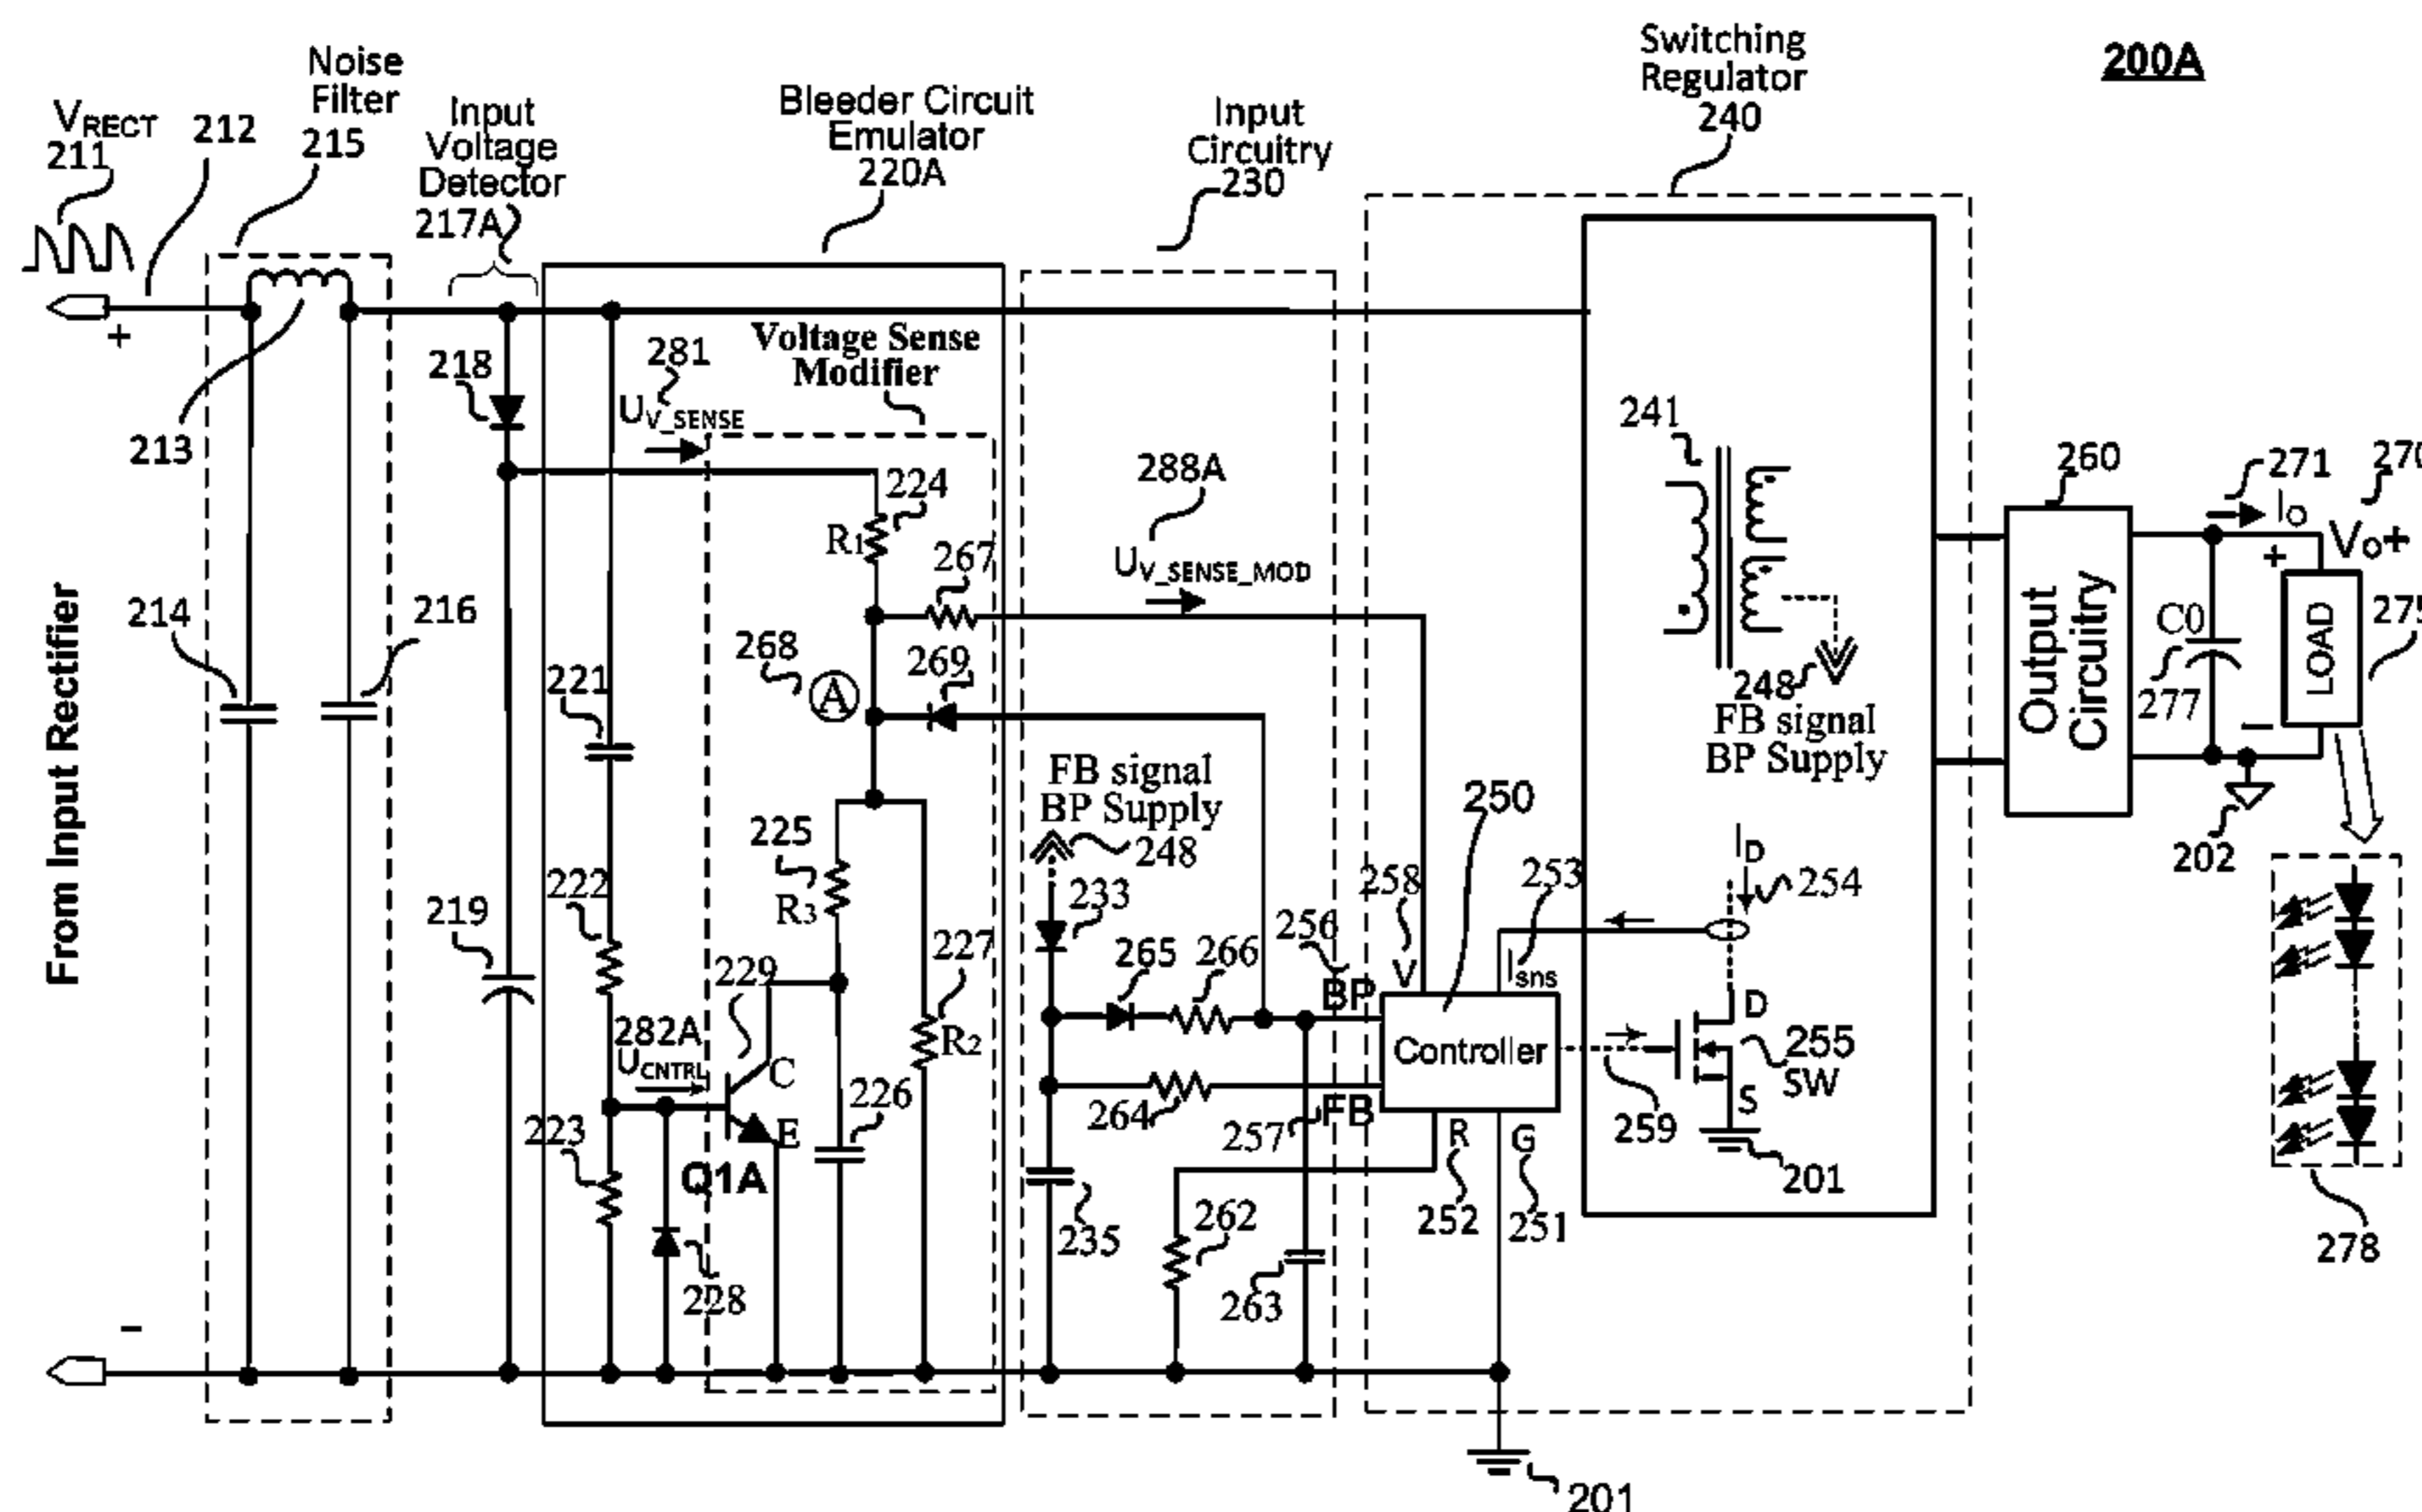 200A
Switching
Regulator
240
Noise
Filter
215
VRECT
211
212
Input
Voltage
Detector
217A
Bleeder Circuit
Emulator
220A
Input
Circuitry
230
+
213
218
281
UV_SENSE
Voltage Sense
Modifier
224
R1
267
288A
UV_SENSE_MOD
241
260
271
IO
+
VO+
From Input Rectifier
214
216
268
A
269
221
FB signal
BP Supply
248
248
FB signal
BP Supply
Output
Circuitry
C0
277
LOAD
−
202
225
R3
222
219
229
227
R2
233
265
266
256
BP
258
V
250
253
Isns
ID
254
282A
UCNTRL
C
E
Q1A
226
223
228
264
257
FB
Controller
259
D
S
255
SW
201
235
262
263
R
252
G
251
278
−
201